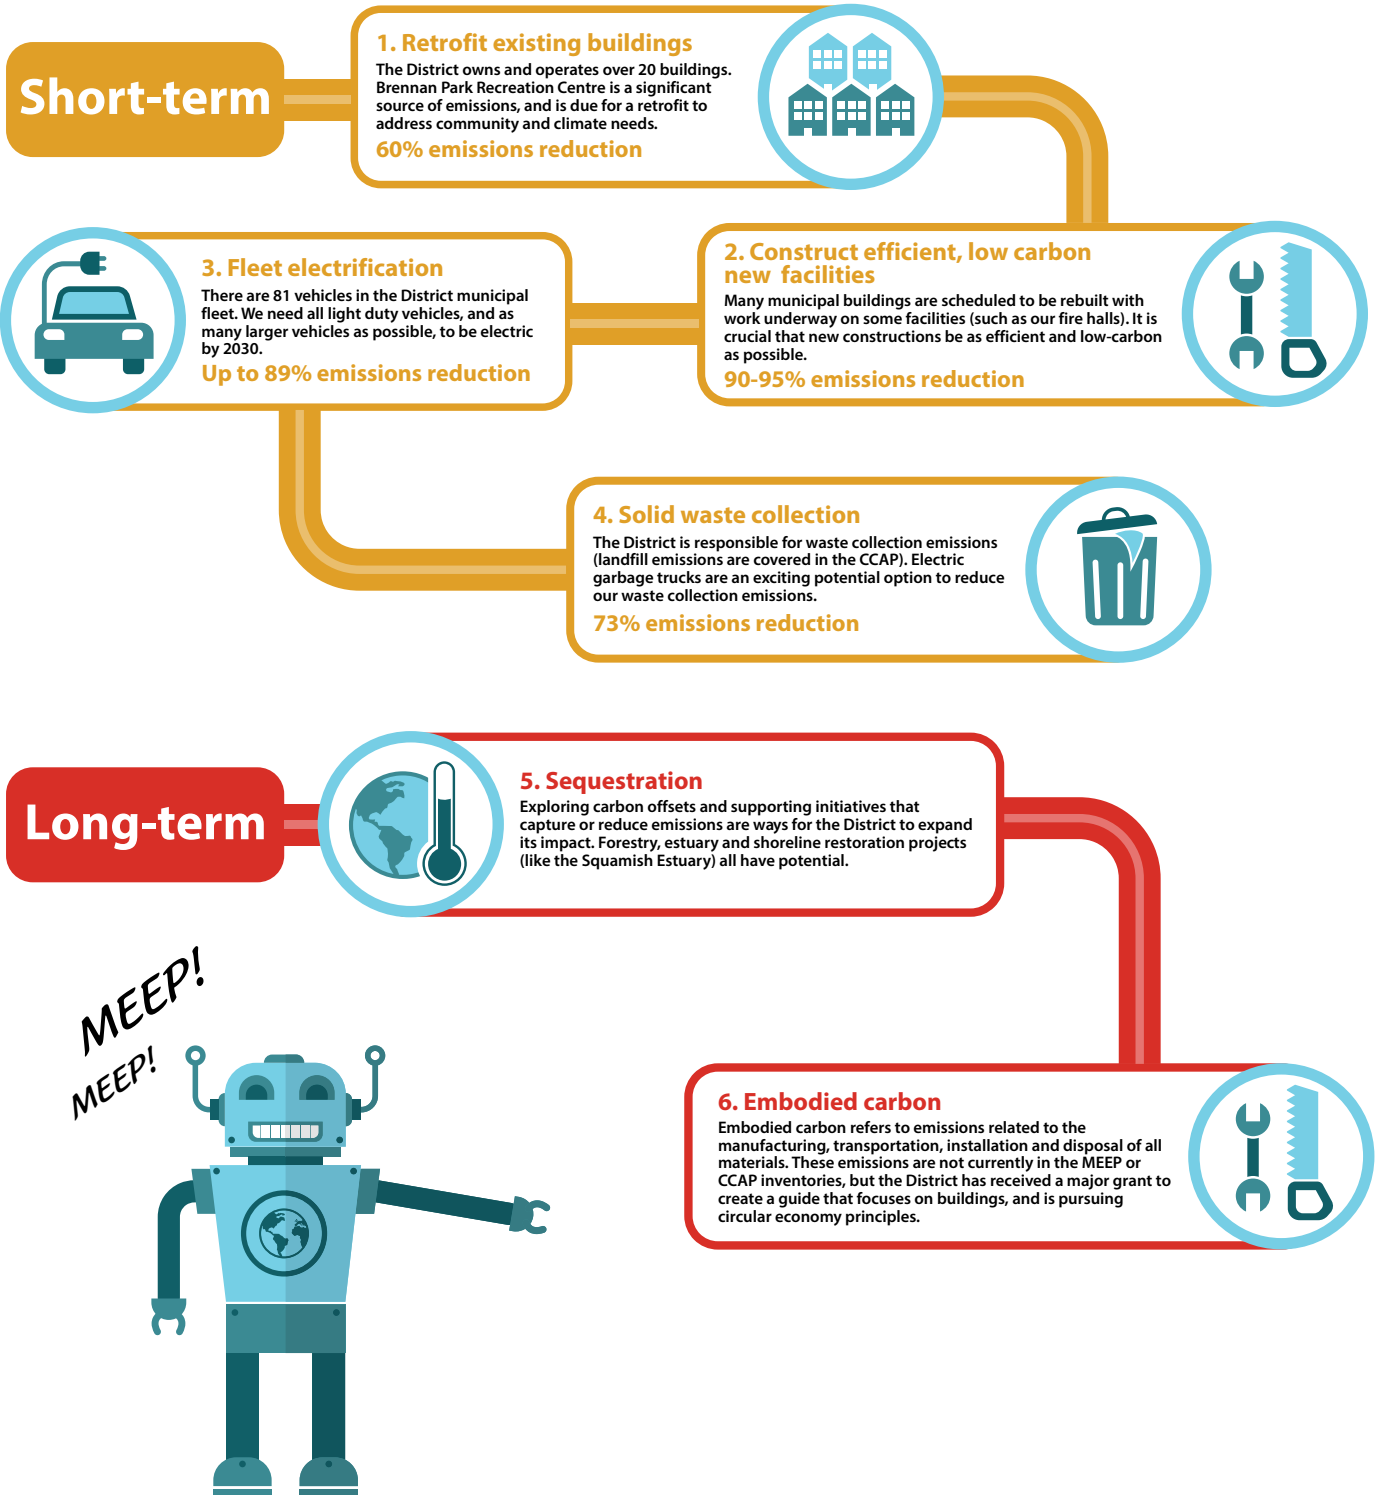 Short-term
1. Retrofit existing buildings
The District owns and operates over 20 buildings.
Brennan Park Recreation Centre is a significant
source of emissions, and is due for a retrofit to
address community and climate needs.
60% emissions reduction
2. Construct efficient, low carbon
new facilities
Many municipal buildings are scheduled to be rebuilt with
work underway on some facilities (such as our fire halls). It is
crucial that new constructions be as efficient and low-carbon
as possible.
90-95% emissions reduction
3. Fleet electrification
There are 81 vehicles in the District municipal
fleet. We need all light duty vehicles, and as
many larger vehicles as possible, to be electric
by 2030.
Up to 89% emissions reduction
4. Solid waste collection
The District is responsible for waste collection emissions
(landfill emissions are covered in the CCAP). Electric
garbage trucks are an exciting potential option to reduce
our waste collection emissions.
73% emissions reduction
Long-term
5. Sequestration
Exploring carbon offsets and supporting initiatives that
capture or reduce emissions are ways for the District to expand
its impact. Forestry, estuary and shoreline restoration projects
(like the Squamish Estuary) all have potential.
MEEP!
MEEP!
6. Embodied carbon
Embodied carbon refers to emissions related to the
manufacturing, transportation, installation and disposal of all
materials. These emissions are not currently in the MEEP or
CCAP inventories, but the District has received a major grant to
create a guide that focuses on buildings, and is pursuing
circular economy principles.